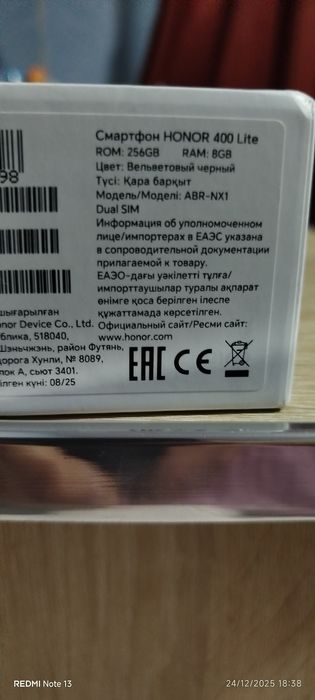 Смартфон HONOR 400 Lite
ROM: 256GB RAM: 8GB
98
Цвет: Вельветовый черный
Түсі: Қара барқыт
Модель/Моделі: ABR-NX1
Dual SIM
Информация об уполномоченном
лице/импортерах в ЕАЭС указана
в сопроводительной документации
прилагаемой к товару.
ЕАЭО-дағы уәкілетті тұлға/
импорттаушылар туралы ақпарат
өнімге қоса берілген ілеспе
құжаттамада көрсетілген.
шығарылған
onor Device Co., Ltd. Официальный сайт/Ресми сайт:
блика, 518040, www.honor.com
Шэньчжэнь, район Футянь,
дорога Хунли, № 8089,
лок А, сьют 3401.
ілген күні: 08/25
EAC CE
REDMI Note 13
24/12/2025 18:38